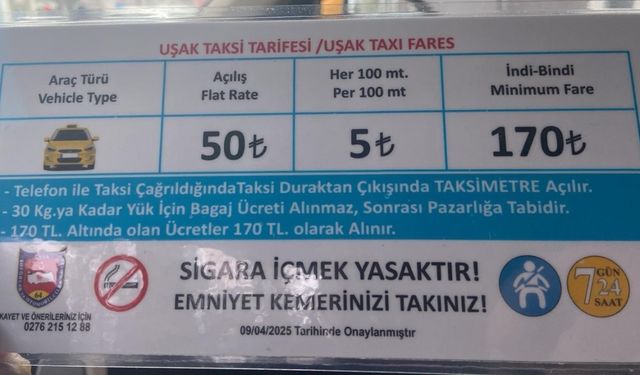 UŞAK TAKSİ TARİFESİ /UŞAK TAXI FARES
Araç Türü
Vehicle Type
Açılış
Flat Rate
Her 100 mt.
Per 100 mt
İndi-Bindi
Minimum Fare
50₺
5₺
170₺
- Telefon ile Taksi ÇağrıldığındaTaksi Duraktan Çıkışında TAKSİMETRE Açılır.
- 30 Kg.ya Kadar Yük İçin Bagaj Ücreti Alınmaz, Sonrası Pazarlığa Tabidir.
- 170 TL. Altında olan Ücretler 170 TL. olarak Alınır.
64
SİGARA İÇMEK YASAKTIR!
EMNİYET KEMERİNİZİ TAKINIZ!
7 GÜN
24
SAAT
KAYET VE ÖNERİLERİNİZ İÇİN
0276 215 12 88
09/04/2025 Tarihinde Onaylanmıştır